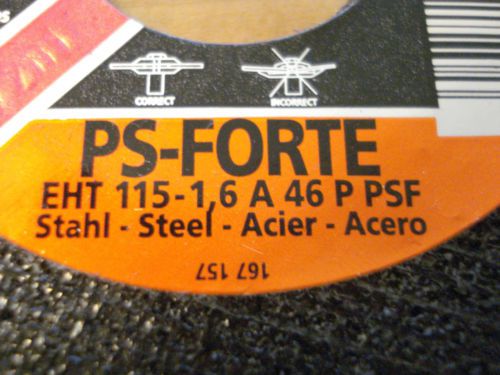 CORRECT
INCORRECT
PS-FORTE
EHT 115-1,6 A 46 P PSF
Stahl - Steel - Acier - Acero
167 157